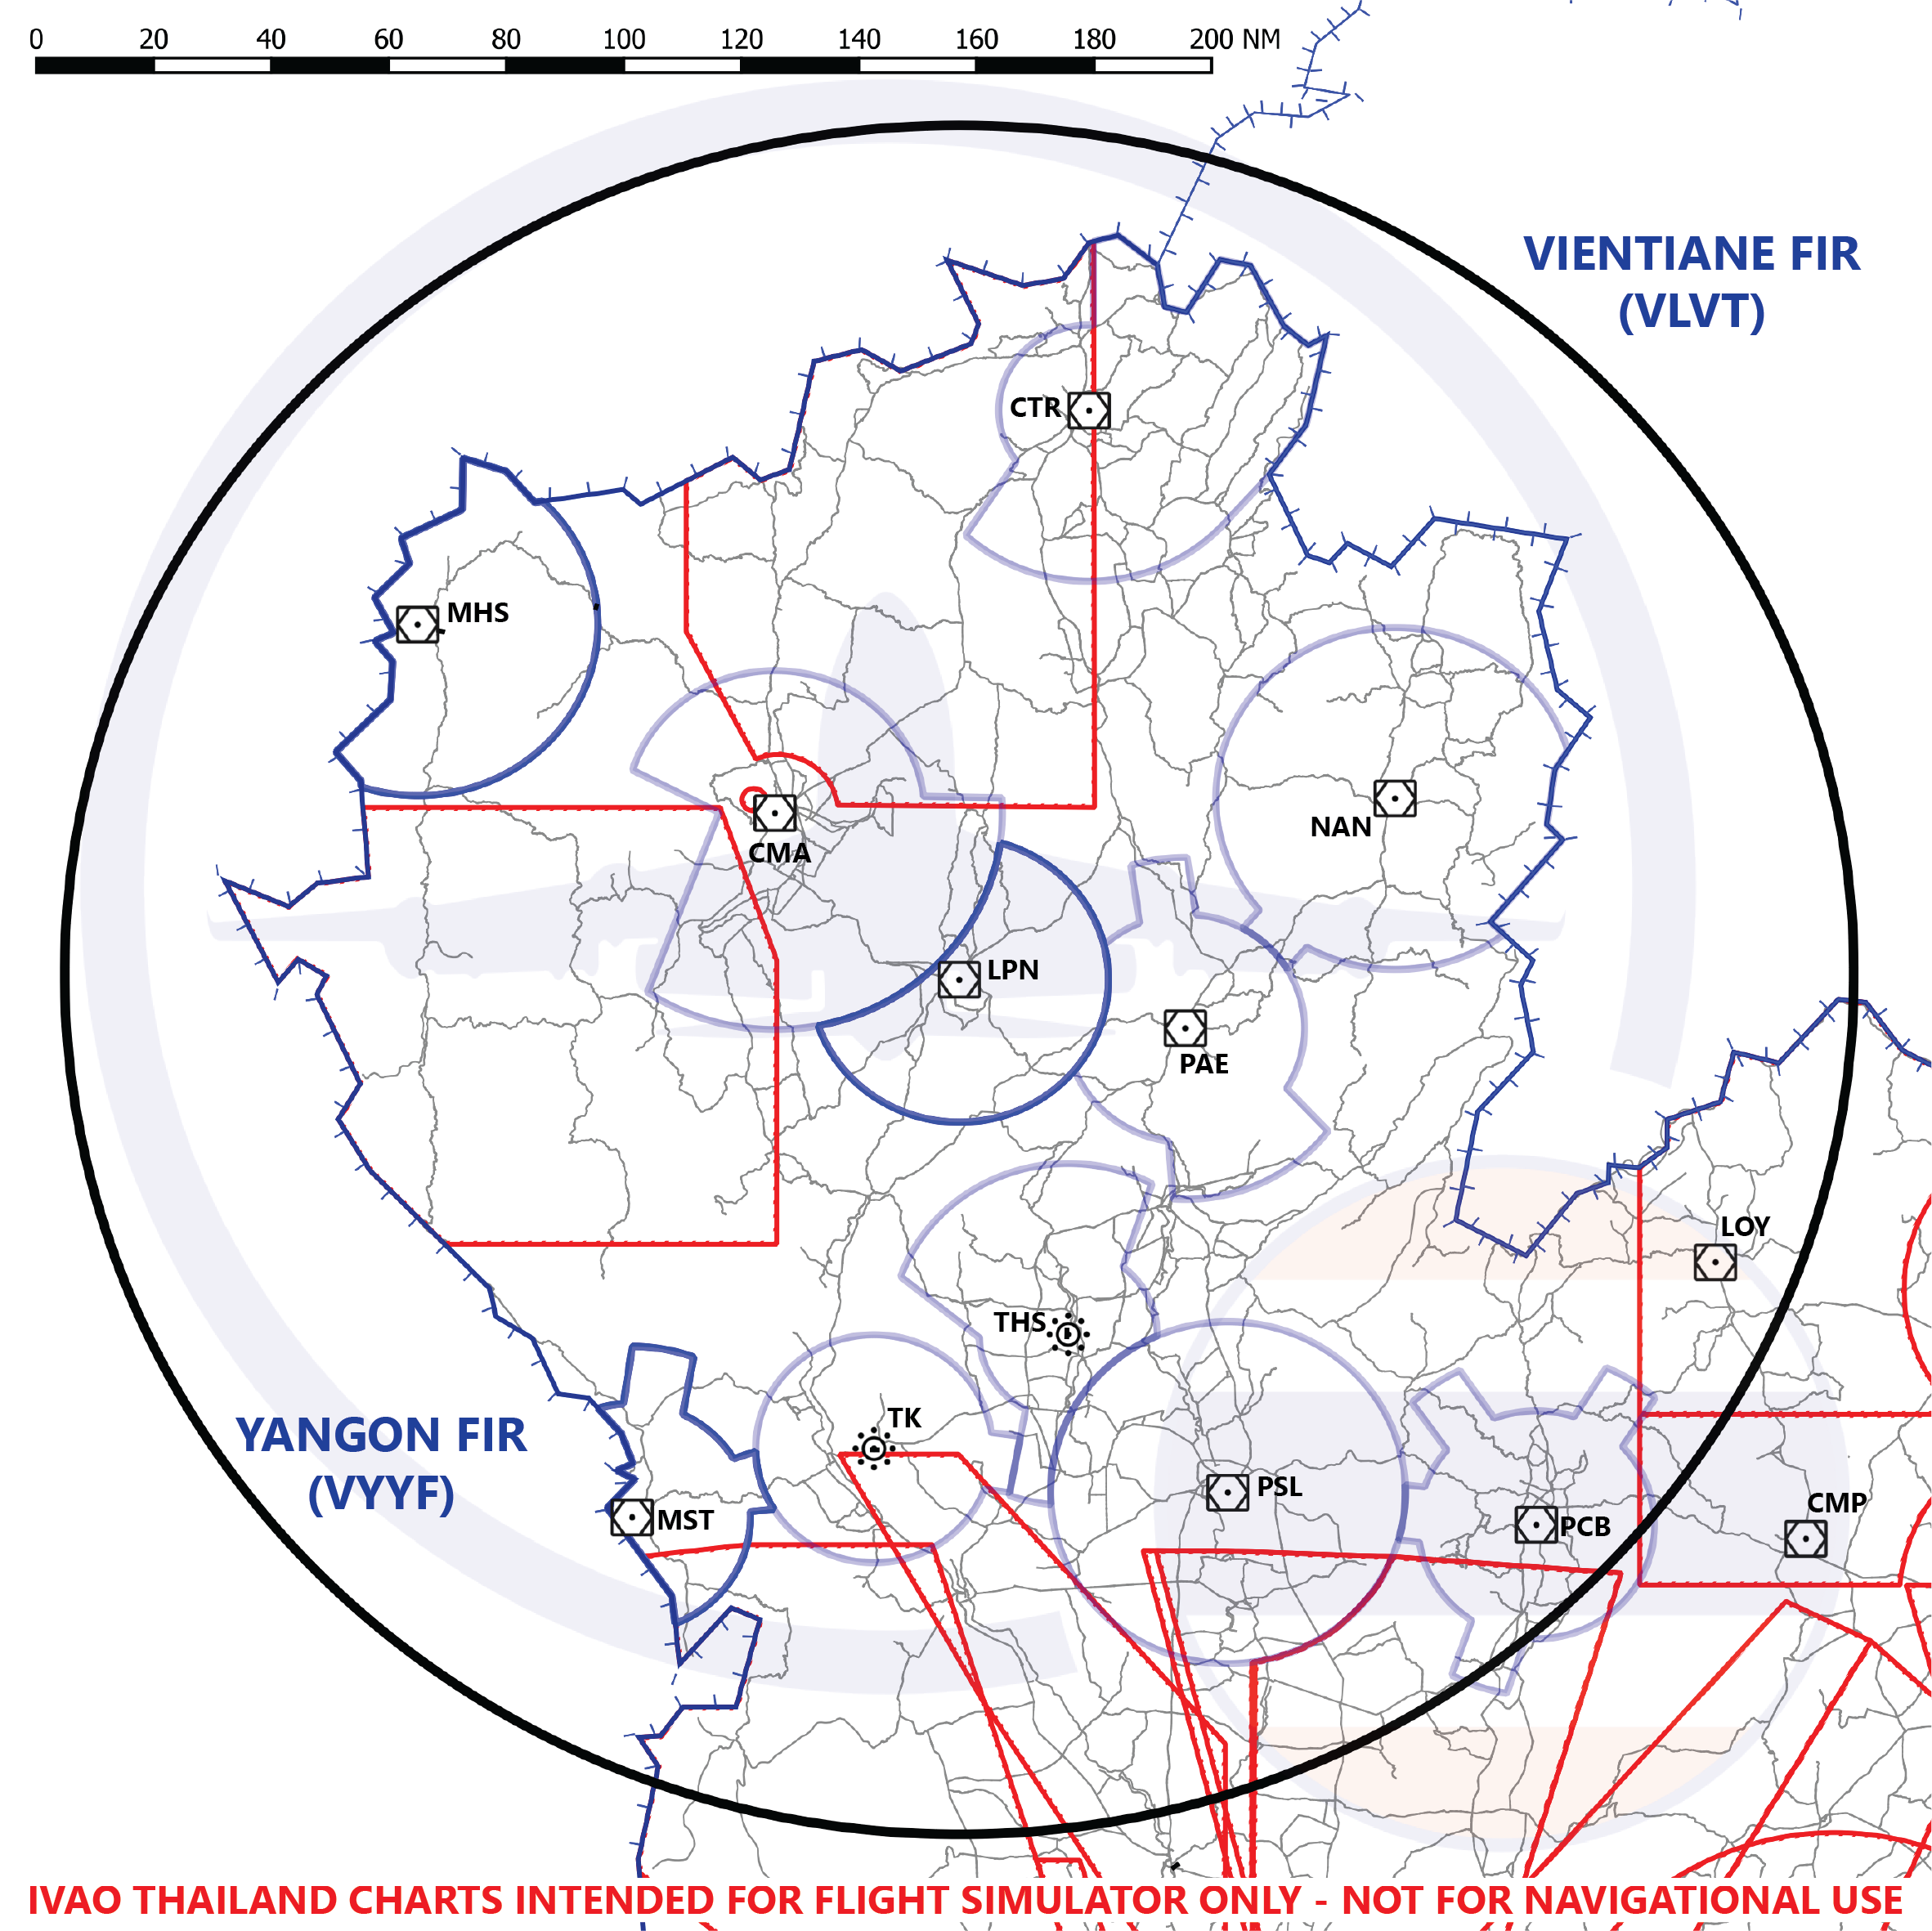 0 20 40 60 80 100 120 140 160 180 200 NM
VIENTIANE FIR
(VLVT)
CTR
MHS
NAN
CMA
LPN
PAE
LOY
THS
TK
YANGON FIR
(VYYF)
PSL
CMP
MST
PCB
IVAO THAILAND CHARTS INTENDED FOR FLIGHT SIMULATOR ONLY - NOT FOR NAVIGATIONAL USE